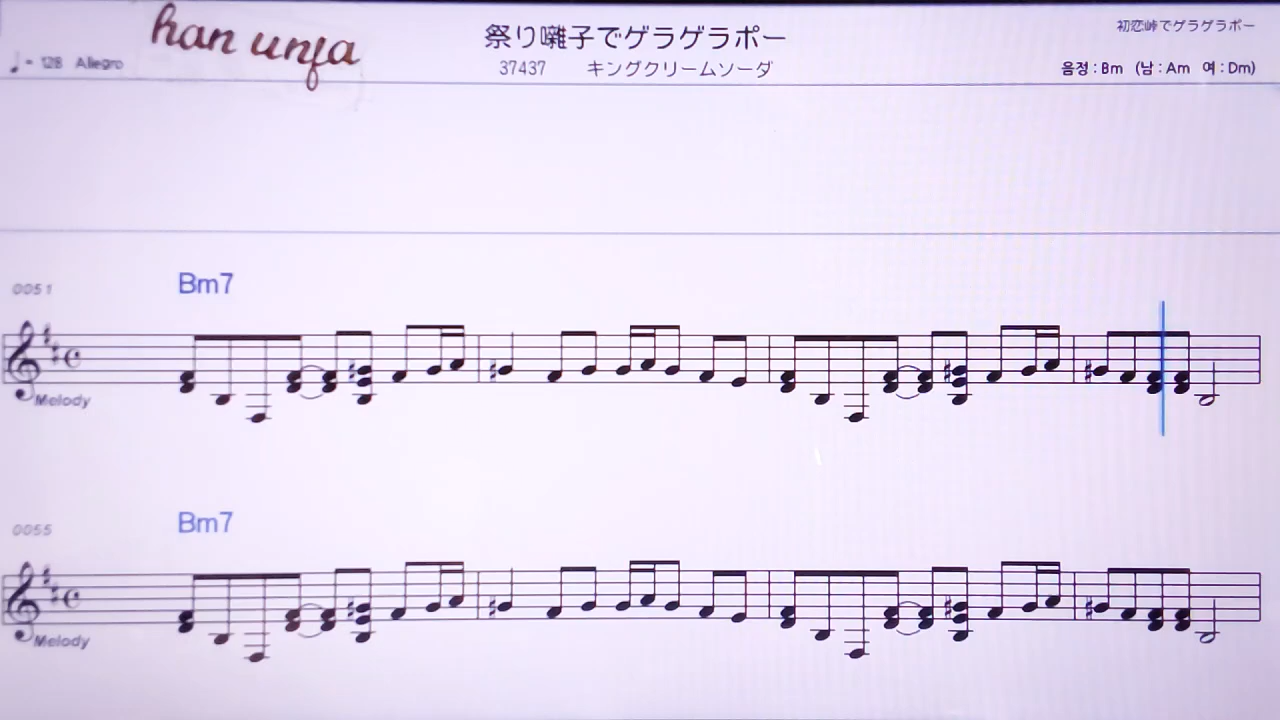 han unfa
祭り囃子でゲラゲラポー
初恋峠でゲラゲラポー
♩= 128 Allegro
37437 キングクリームソーダ
음정 : Bm (남 : Am 여 : Dm)
0051
Bm7
Melody
0055
Bm7
Melody